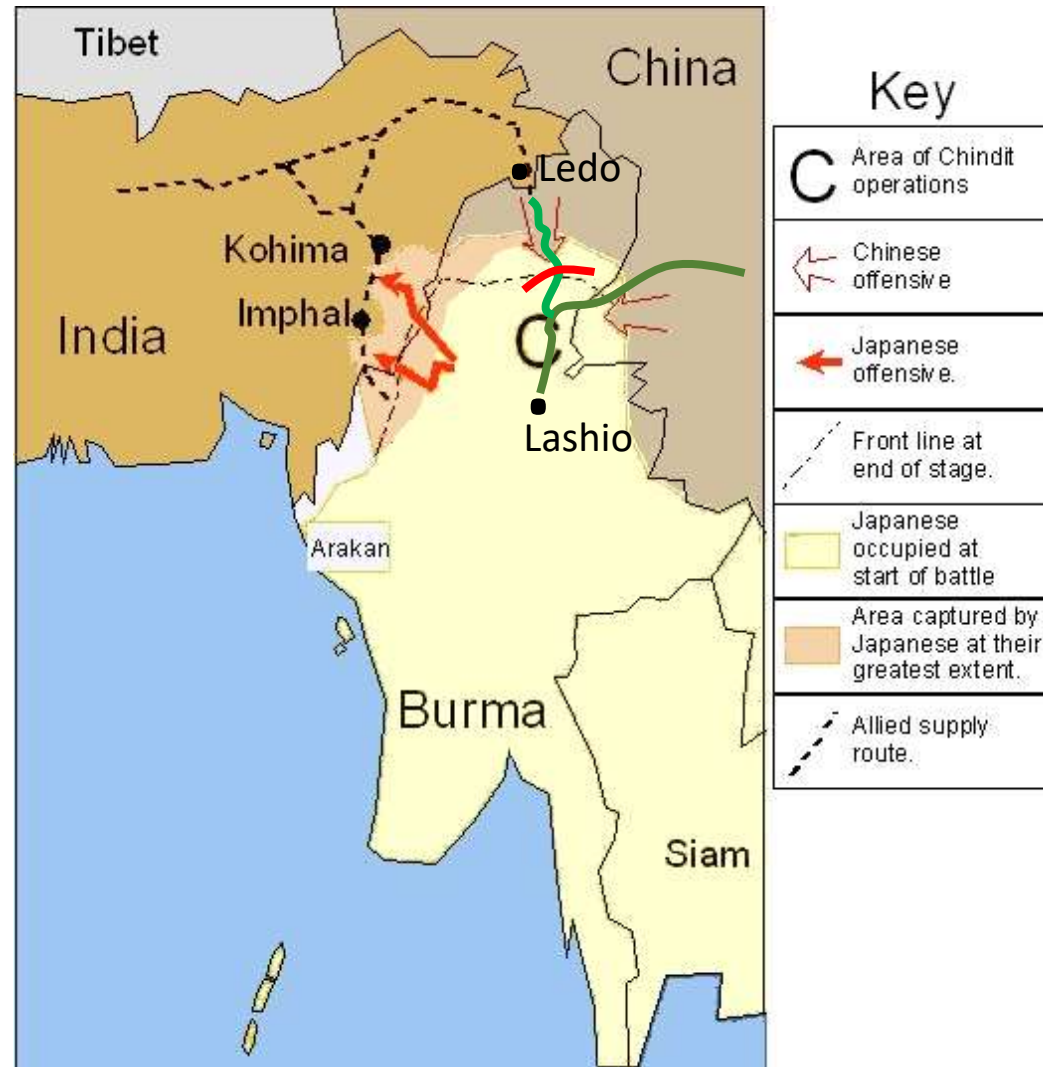 Tibet
China
Key
C
Area of Chindit
operations
Ledo
Kohima
Chinese
offensive
Imphal
India
C
Japanese
offensive.
Lashio
Front line at
end of stage.
Japanese
occupied at
start of battle
Arakan
Area captured by
Japanese at their
greatest extent.
Burma
Allied supply
route.
Siam